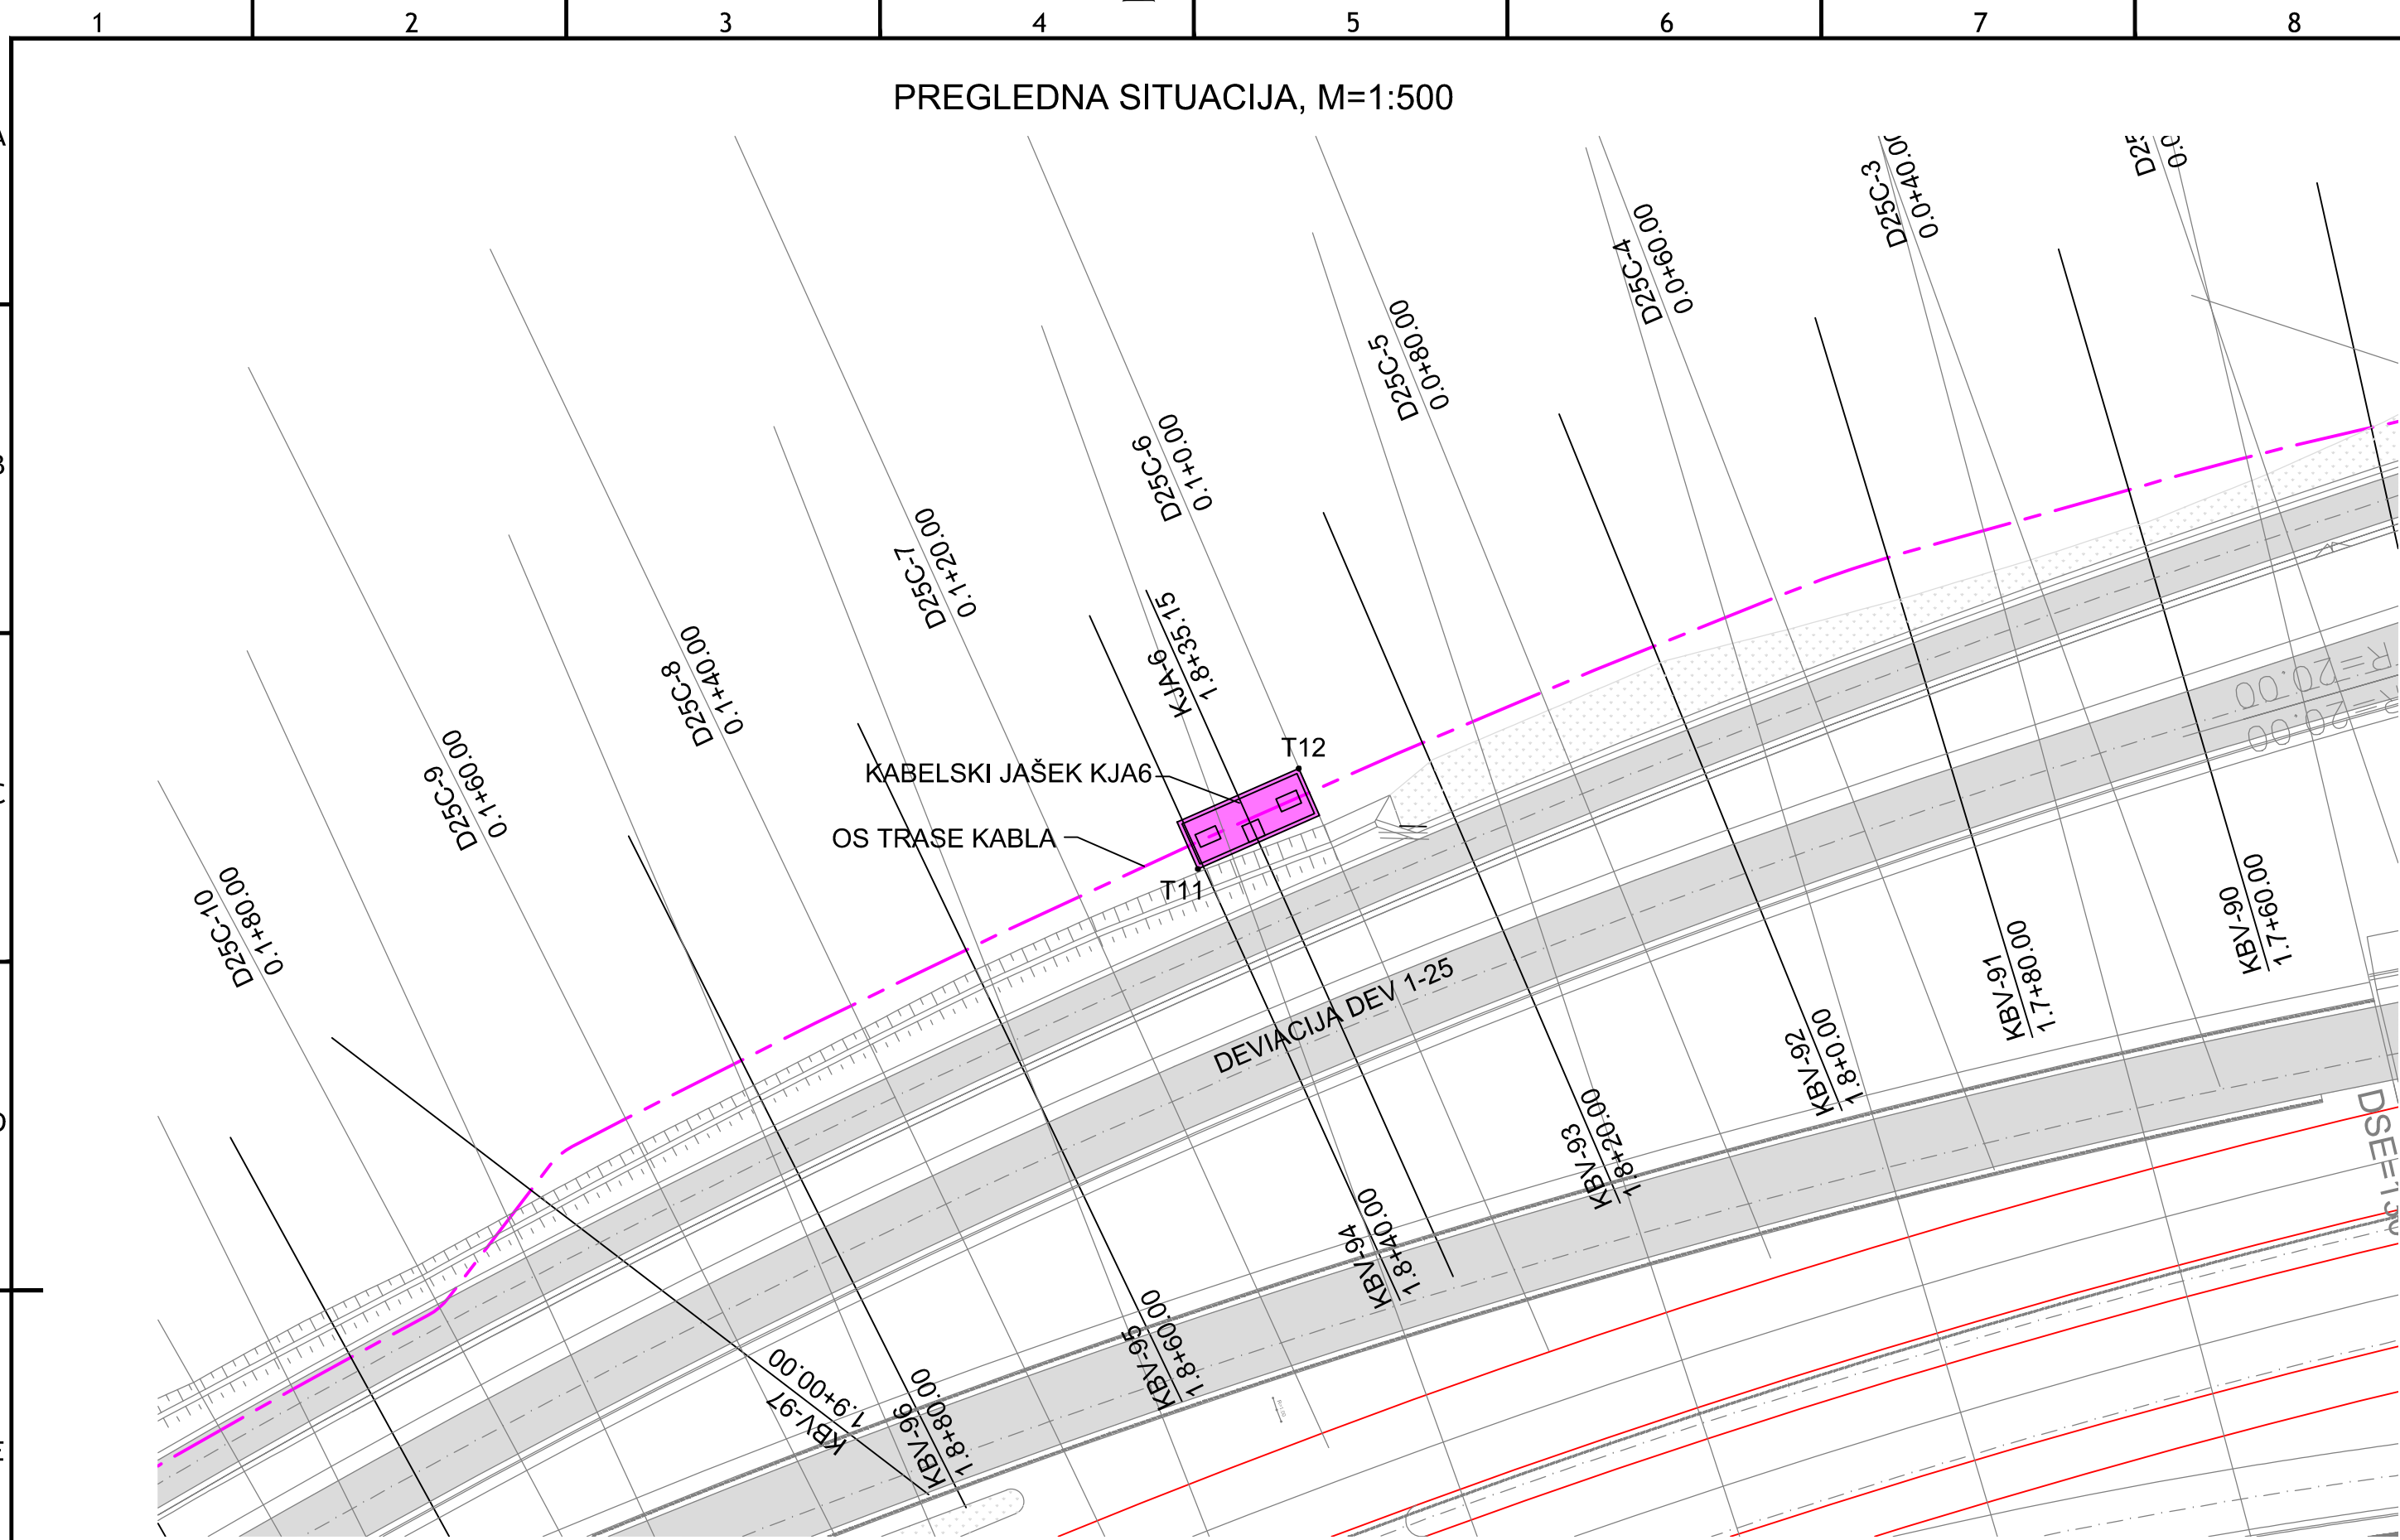 1 2 3 4 5 6 7 8
PREGLEDNA SITUACIJA, M=1:500
D25C-3
0.0+40.00
D25C-4
0.0+60.00
D25C-5
0.0+80.00
D25C-6
0.1+0.00
D25C-7
0.1+20.00
D25C-8
0.1+40.00
D25C-9
0.1+60.00
D25C-10
0.1+80.00
KJA-6
1.8+35.15
T12
KABELSKI JAŠEK KJA6
OS TRASE KABLA
T11
R=20.00
DEVIACIJA DEV 1-25
KBV-90
1.7+60.00
KBV-91
1.7+80.00
KBV-92
1.8+0.00
KBV-93
1.8+20.00
KBV-94
1.8+40.00
KBV-95
1.8+60.00
KBV-96
1.8+80.00
KBV-97
1.9+00.00